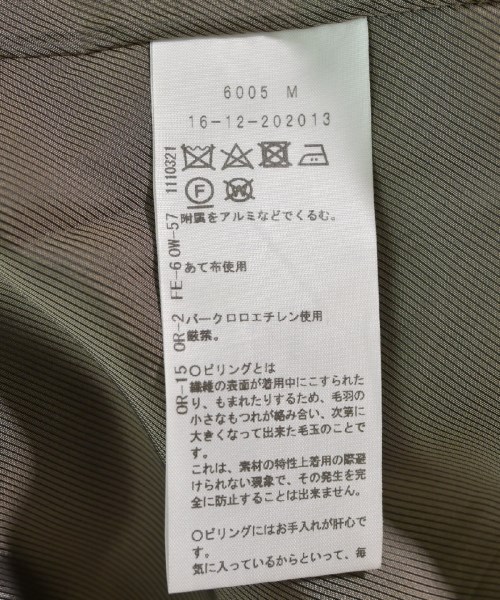 6005 M
16-12-202013
F
W
附属をアルミなどでくるむ。
あて布使用
パークロロエチレン使用
厳禁。
〇ピリングとは
繊維の表面が着用中にこすられた
り、もまれたりするため、毛羽の
小さなもつれが絡み合い、次第に
大きくなって出来た毛玉のことで
す。
これは、素材の特性上着用の際避
けられない現象で、その発生を完
全に防止することは出来ません。
〇ピリングにはお手入れが肝心で
す。
気に入っているからといって、毎
OR-15 OR-2 FE-6 OW-57 1110321